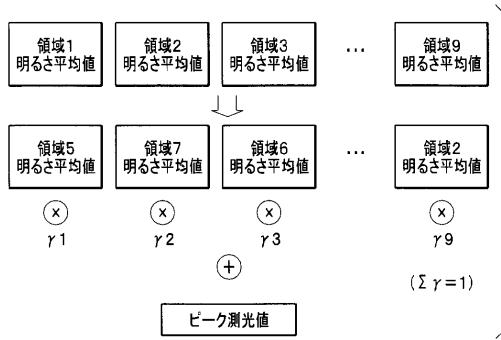 領域1 領域2 領域3 … 領域9
明るさ平均値 明るさ平均値 明るさ平均値 明るさ平均値
領域5 領域7 領域6 … 領域2
明るさ平均値 明るさ平均値 明るさ平均値 明るさ平均値
× × × ×
γ1 γ2 γ3 γ9
+
(Σγ=1)
ピーク測光値